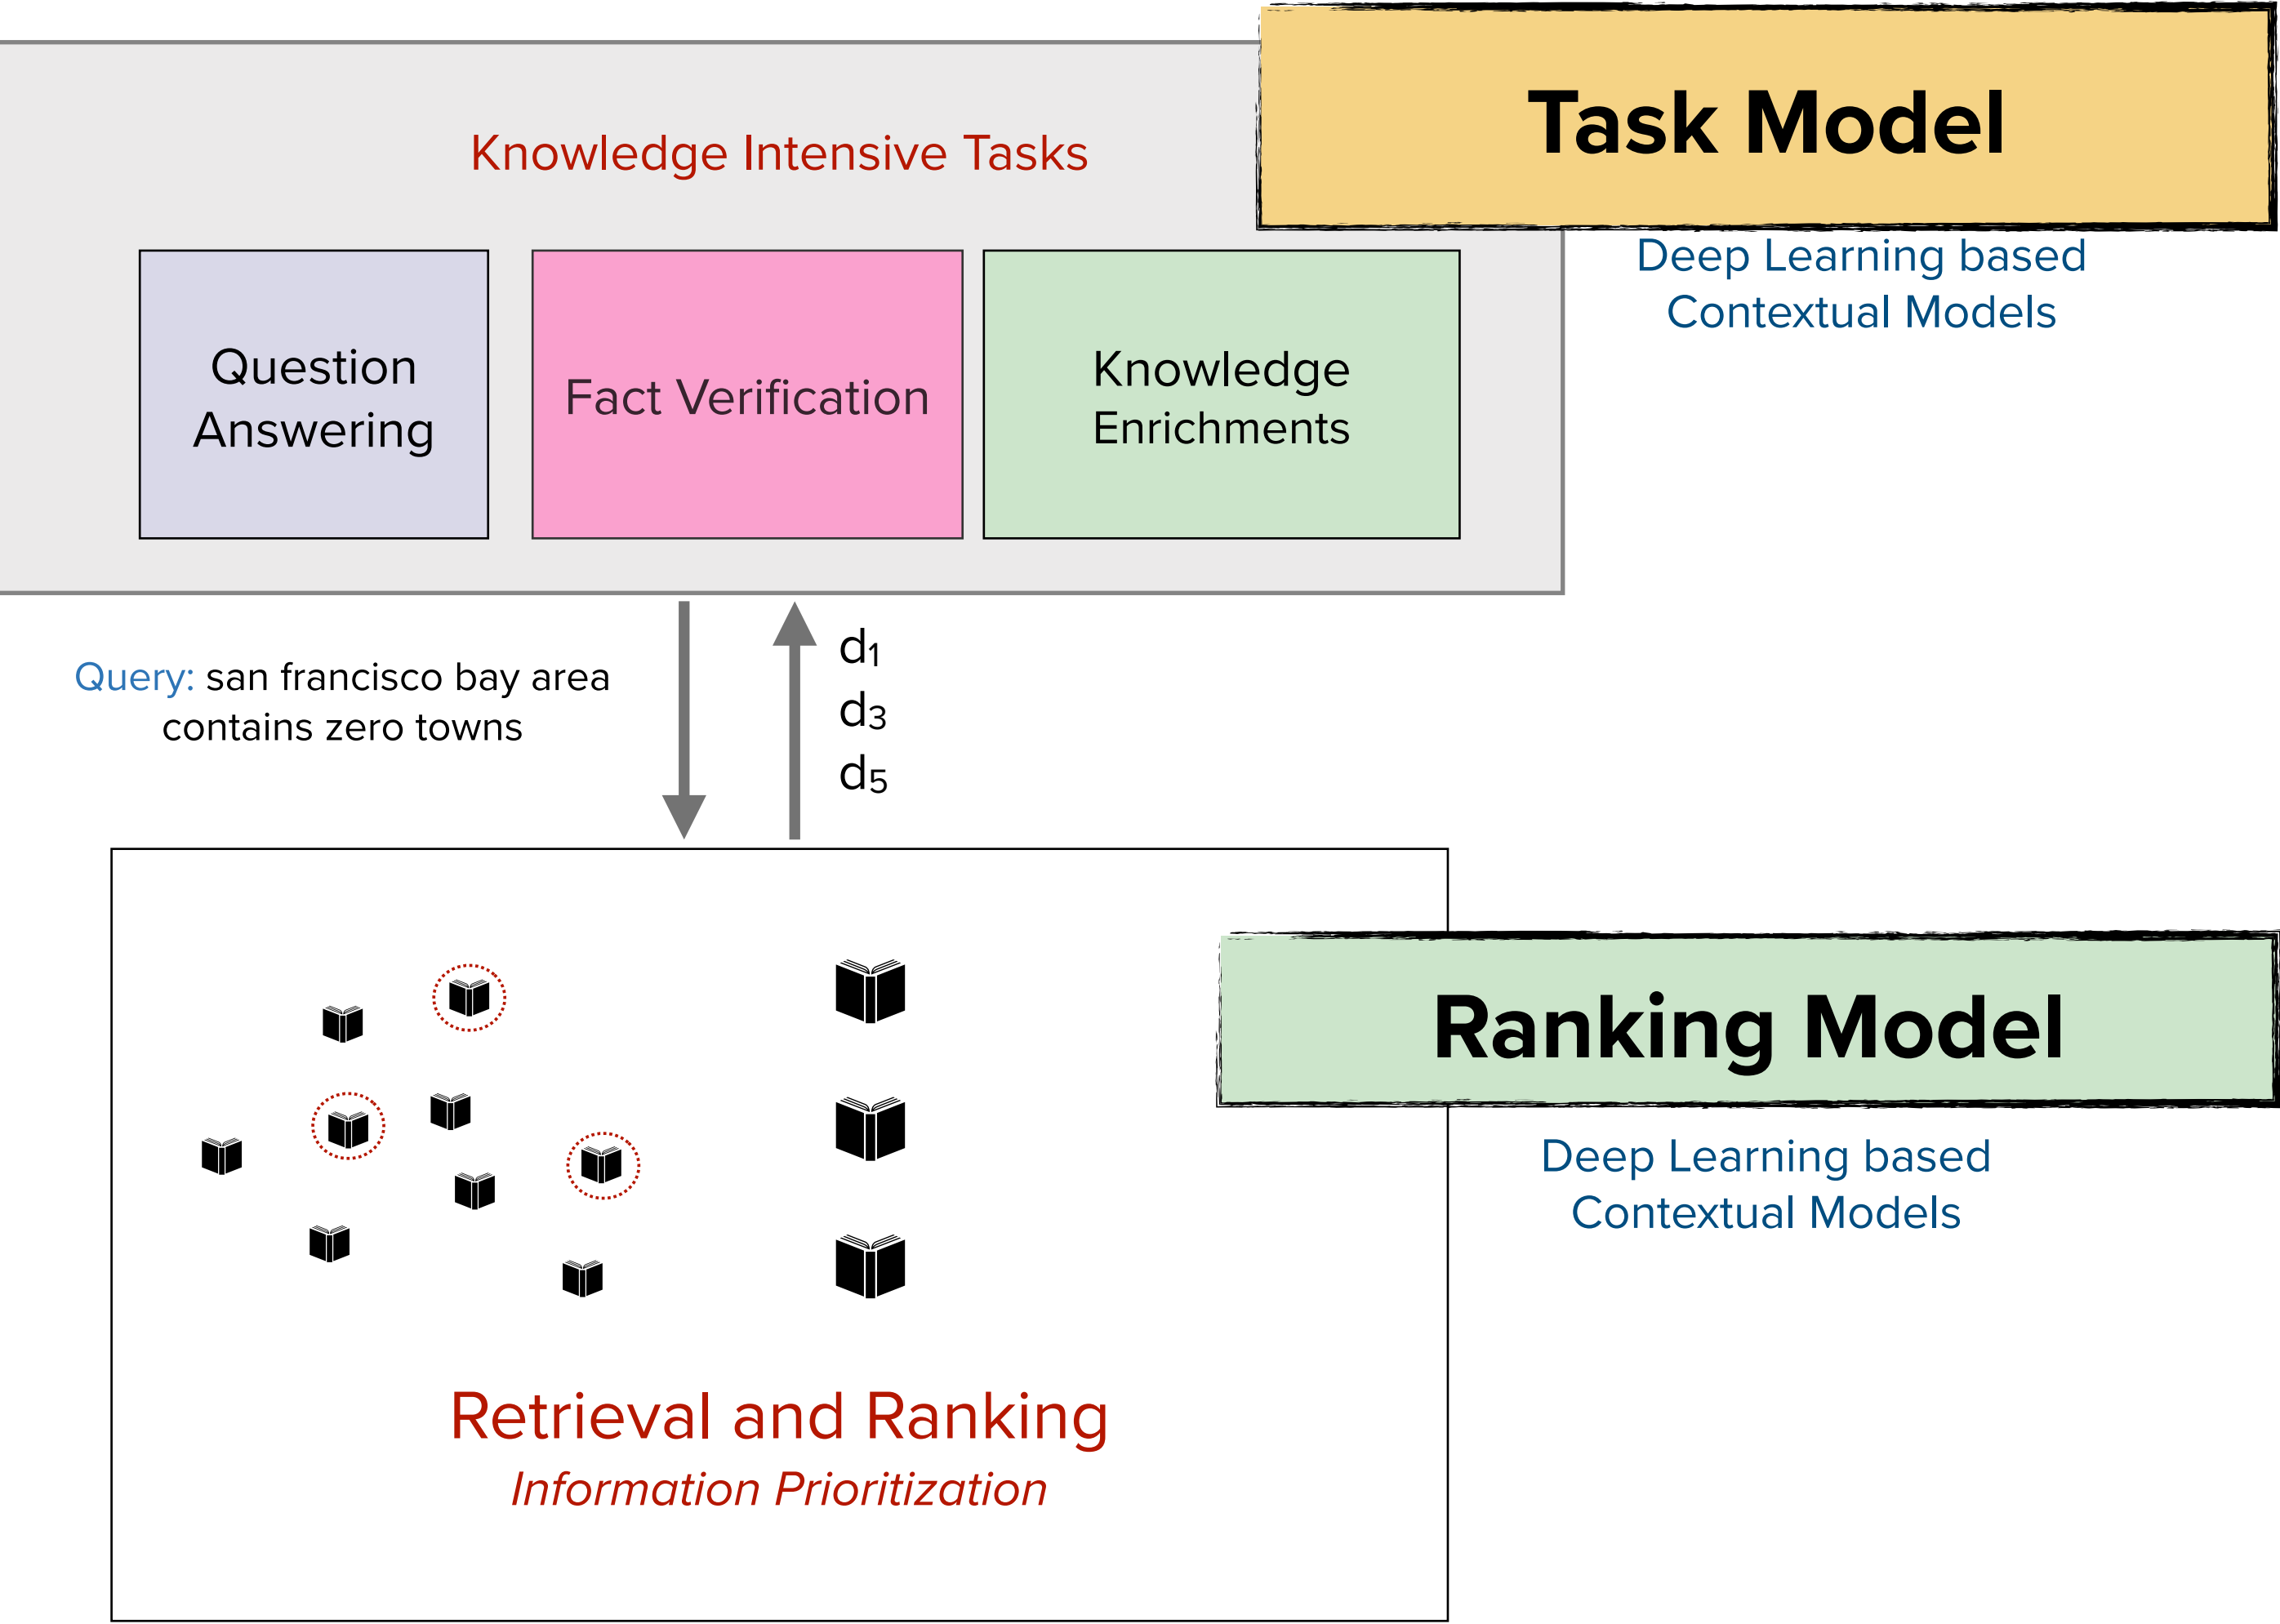 Task Model
Knowledge Intensive Tasks
Deep Learning based
Contextual Models
Question
Answering
Fact Verification
Knowledge
Enrichments
Query: san francisco bay area
contains zero towns
d1
d3
d5
Ranking Model
Deep Learning based
Contextual Models
Retrieval and Ranking
Information Prioritization